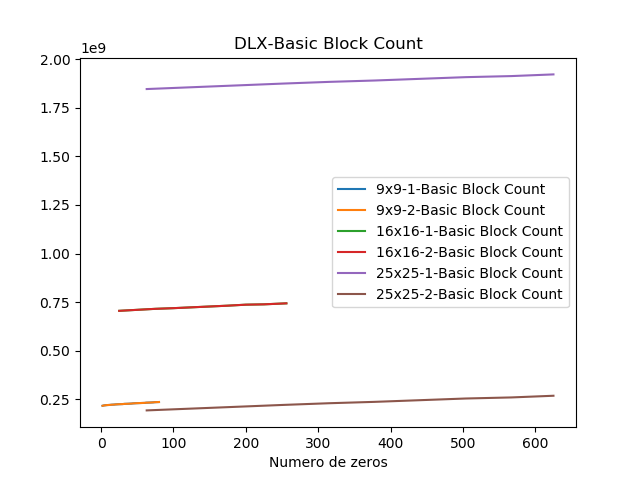 DLX-Basic Block Count
1e9
2.00
1.75
1.50
1.25
1.00
0.75
0.50
0.25
9x9-1-Basic Block Count
9x9-2-Basic Block Count
16x16-1-Basic Block Count
16x16-2-Basic Block Count
25x25-1-Basic Block Count
25x25-2-Basic Block Count
0 100 200 300 400 500 600
Numero de zeros